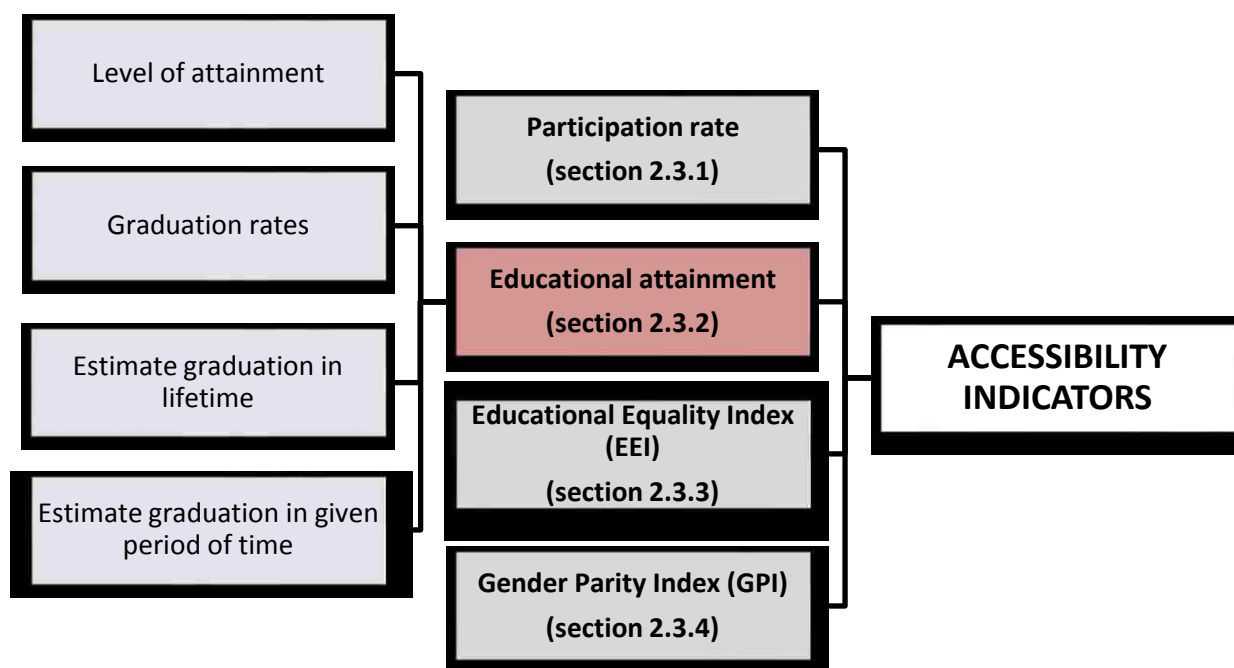 Level of attainment
Graduation rates
Estimate graduation in
lifetime
Estimate graduation in given
period of time
Participation rate
(section 2.3.1)
Educational attainment
(section 2.3.2)
Educational Equality Index
(EEI)
(section 2.3.3)
Gender Parity Index (GPI)
(section 2.3.4)
ACCESSIBILITY
INDICATORS